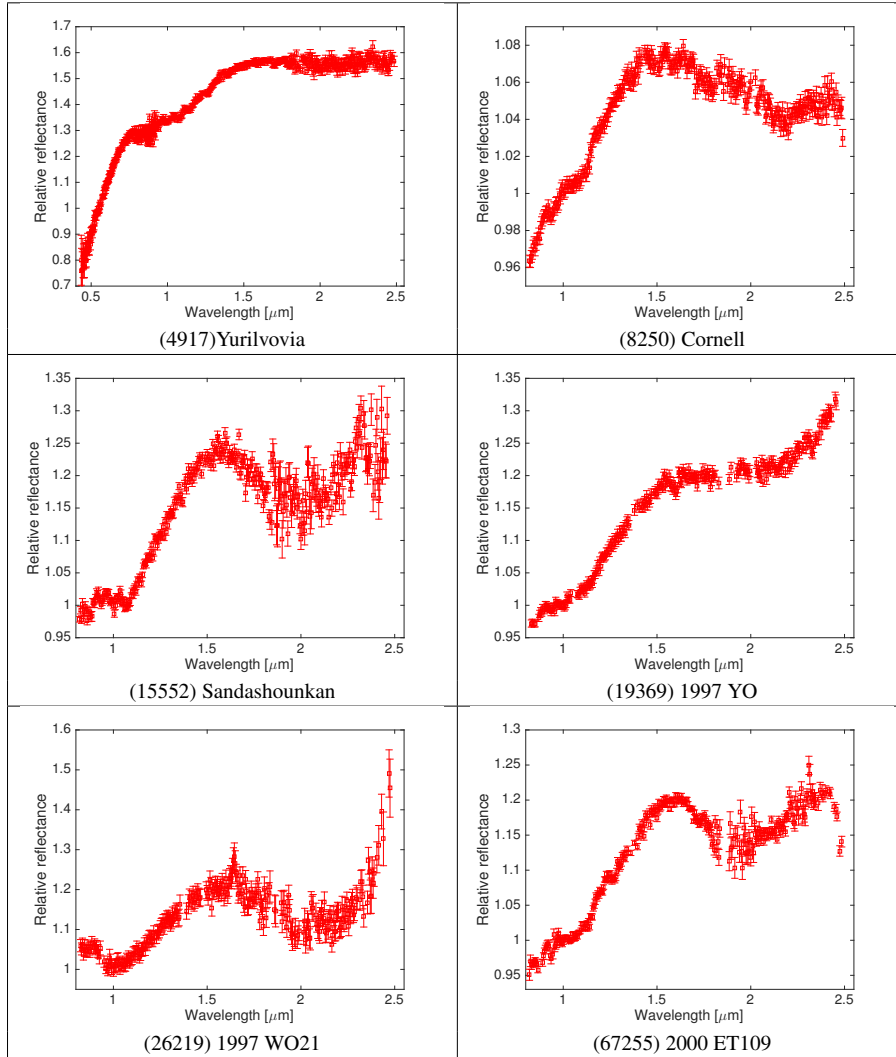 1.7
1.6
1.5
1.4
1.3
1.2
1.1
1
0.9
0.8
0.7
Relative reflectance
0.5 1 1.5 2 2.5
Wavelength [μm]
(4917)Yurilvovia
1.08
1.06
1.04
1.02
1
0.98
0.96
Relative reflectance
1 1.5 2 2.5
Wavelength [μm]
(8250) Cornell
1.35
1.3
1.25
1.2
1.15
1.1
1.05
1
0.95
Relative reflectance
1 1.5 2 2.5
Wavelength [μm]
(15552) Sandashounkan
1.35
1.3
1.25
1.2
1.15
1.1
1.05
1
0.95
Relative reflectance
1 1.5 2 2.5
Wavelength [μm]
(19369) 1997 YO
1.6
1.5
1.4
1.3
1.2
1.1
1
Relative reflectance
1 1.5 2 2.5
Wavelength [μm]
(26219) 1997 WO21
1.3
1.25
1.2
1.15
1.1
1.05
1
0.95
Relative reflectance
1 1.5 2 2.5
Wavelength [μm]
(67255) 2000 ET109